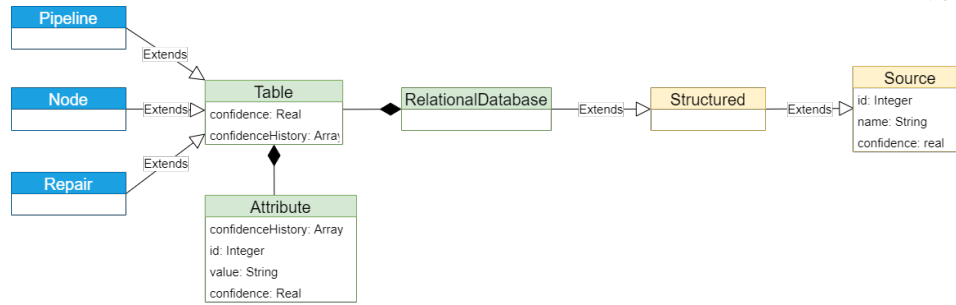 Pipeline
Extends
Node
Extends
Repair
Extends
Table
confidence: Real
confidenceHistory: Array
Attribute
confidenceHistory: Array
id: Integer
value: String
confidence: Real
RelationalDatabase
Extends
Structured
Extends
Source
id: Integer
name: String
confidence: real